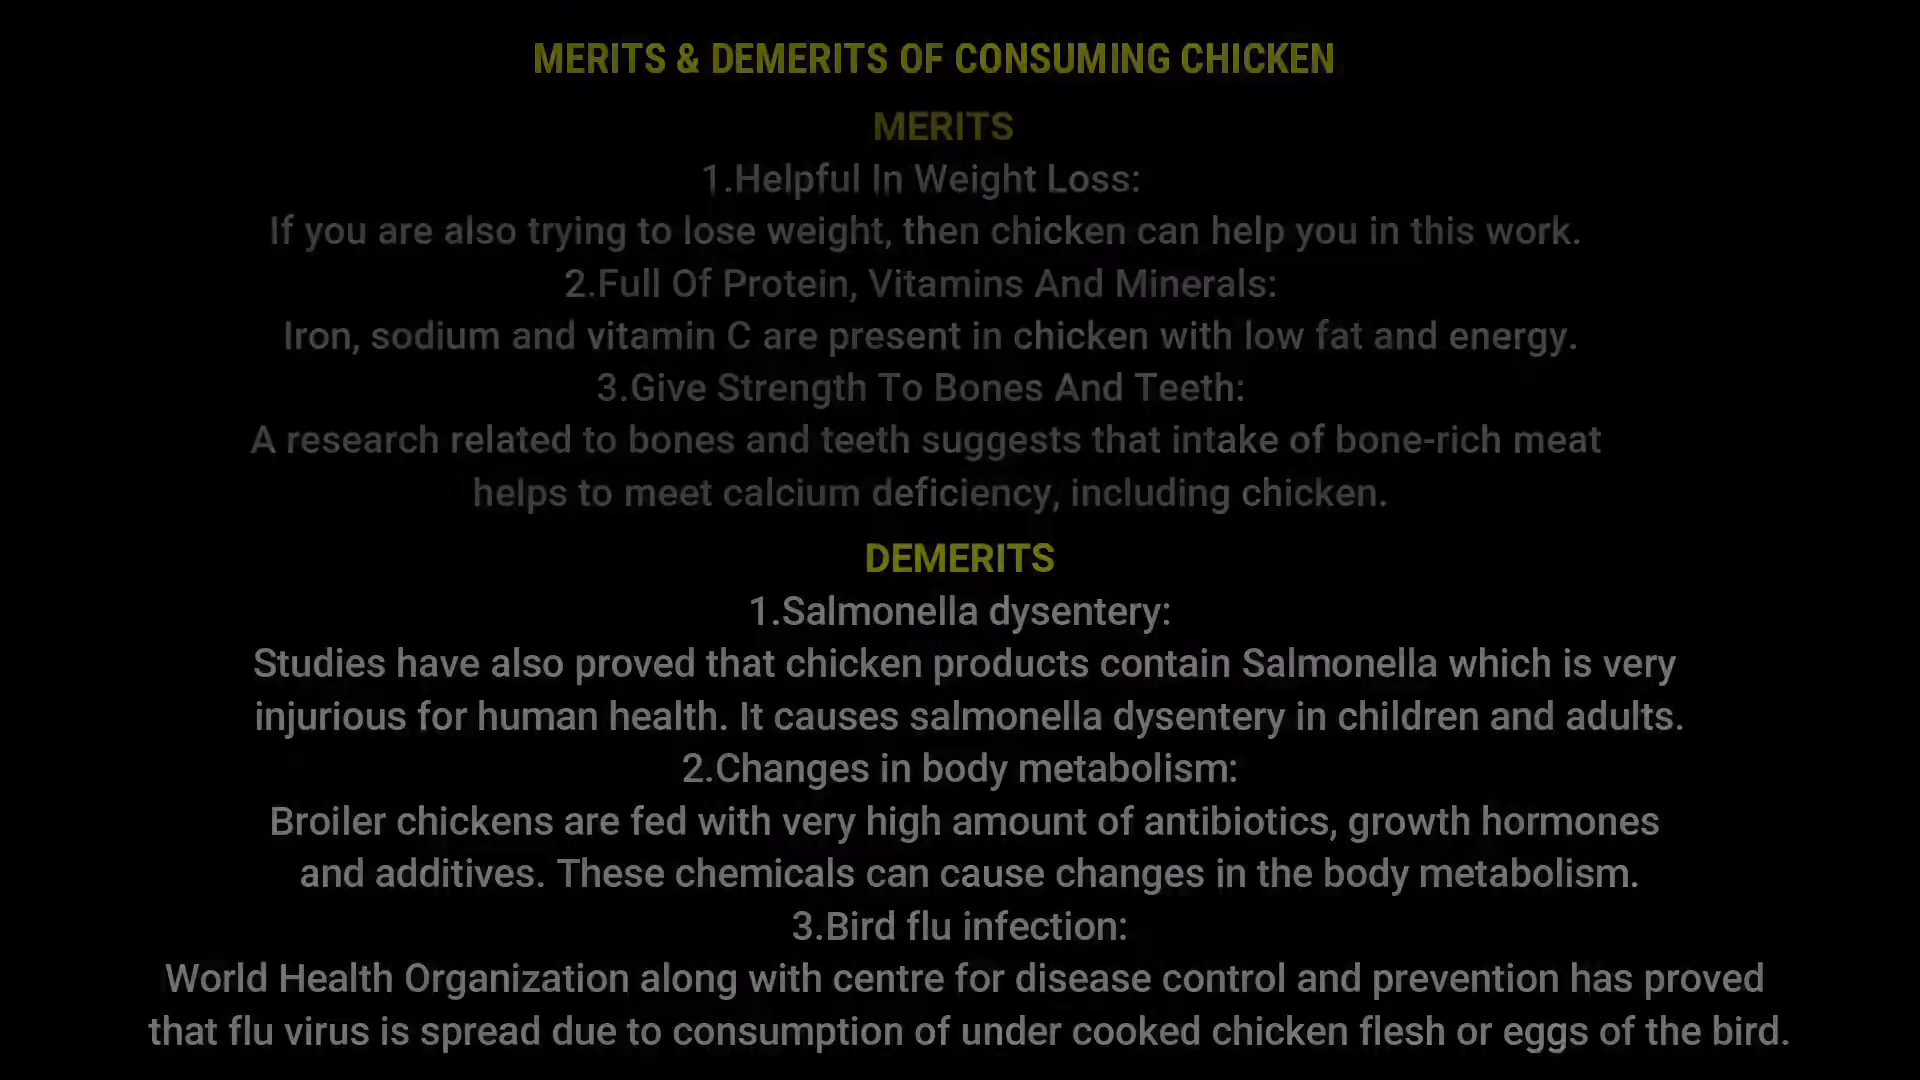 MERITS & DEMERITS OF CONSUMING CHICKEN
MERITS
1.Helpful In Weight Loss:
If you are also trying to lose weight, then chicken can help you in this work.
2.Full Of Protein, Vitamins And Minerals:
Iron, sodium and vitamin C are present in chicken with low fat and energy.
3.Give Strength To Bones And Teeth:
A research related to bones and teeth suggests that intake of bone-rich meat
helps to meet calcium deficiency, including chicken.
DEMERITS
1.Salmonella dysentery:
Studies have also proved that chicken products contain Salmonella which is very
injurious for human health. It causes salmonella dysentery in children and adults.
2.Changes in body metabolism:
Broiler chickens are fed with very high amount of antibiotics, growth hormones
and additives. These chemicals can cause changes in the body metabolism.
3.Bird flu infection:
World Health Organization along with centre for disease control and prevention has proved
that flu virus is spread due to consumption of under cooked chicken flesh or eggs of the bird.